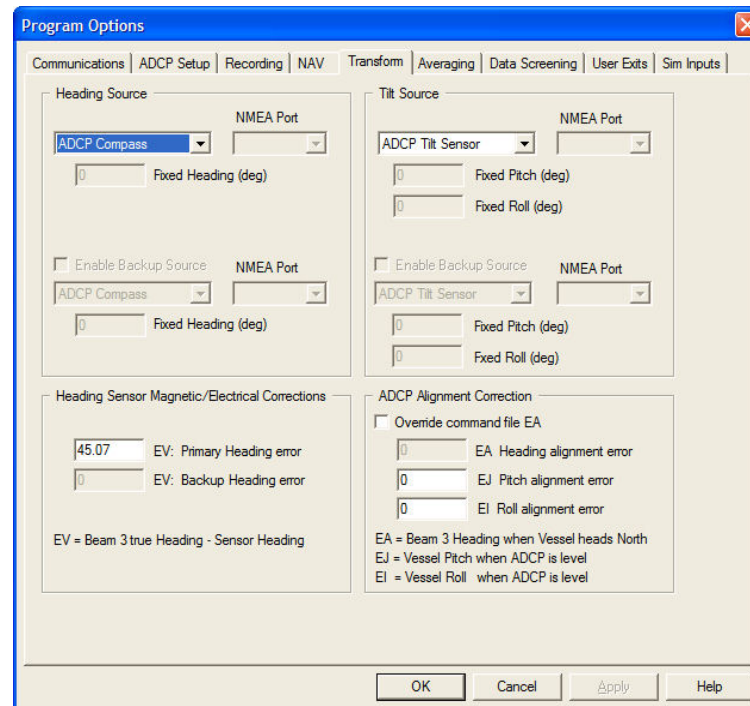 Program Options
Communications ADCP Setup Recording NAV Transform Averaging Data Screening User Exits Sim Inputs
Heading Source
NMEA Port
ADCP Compass
0 Fixed Heading (deg)
Enable Backup Source NMEA Port
ADCP Compass
0 Fixed Heading (deg)
Tilt Source
NMEA Port
ADCP Tilt Sensor
0 Fixed Pitch (deg)
0 Fixed Roll (deg)
Enable Backup Source NMEA Port
ADCP Tilt Sensor
0 Fixed Pitch (deg)
0 Fixed Roll (deg)
Heading Sensor Magnetic/Electrical Corrections
45.07 EV: Primary Heading error
0 EV: Backup Heading error
EV = Beam 3 true Heading - Sensor Heading
ADCP Alignment Correction
Override command file EA
0 EA Heading alignment error
0 EJ Pitch alignment error
0 EI Roll alignment error
EA = Beam 3 Heading when Vessel heads North
EJ = Vessel Pitch when ADCP is level
EI = Vessel Roll when ADCP is level
OK Cancel Apply Help